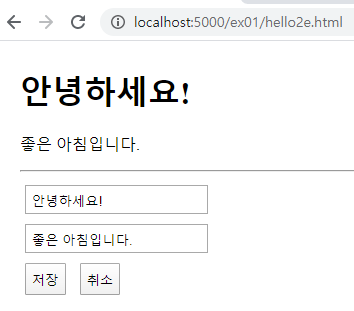 localhost:5000/ex01/hello2e.html
안녕하세요!
좋은 아침입니다.
안녕하세요!
좋은 아침입니다.
저장 취소